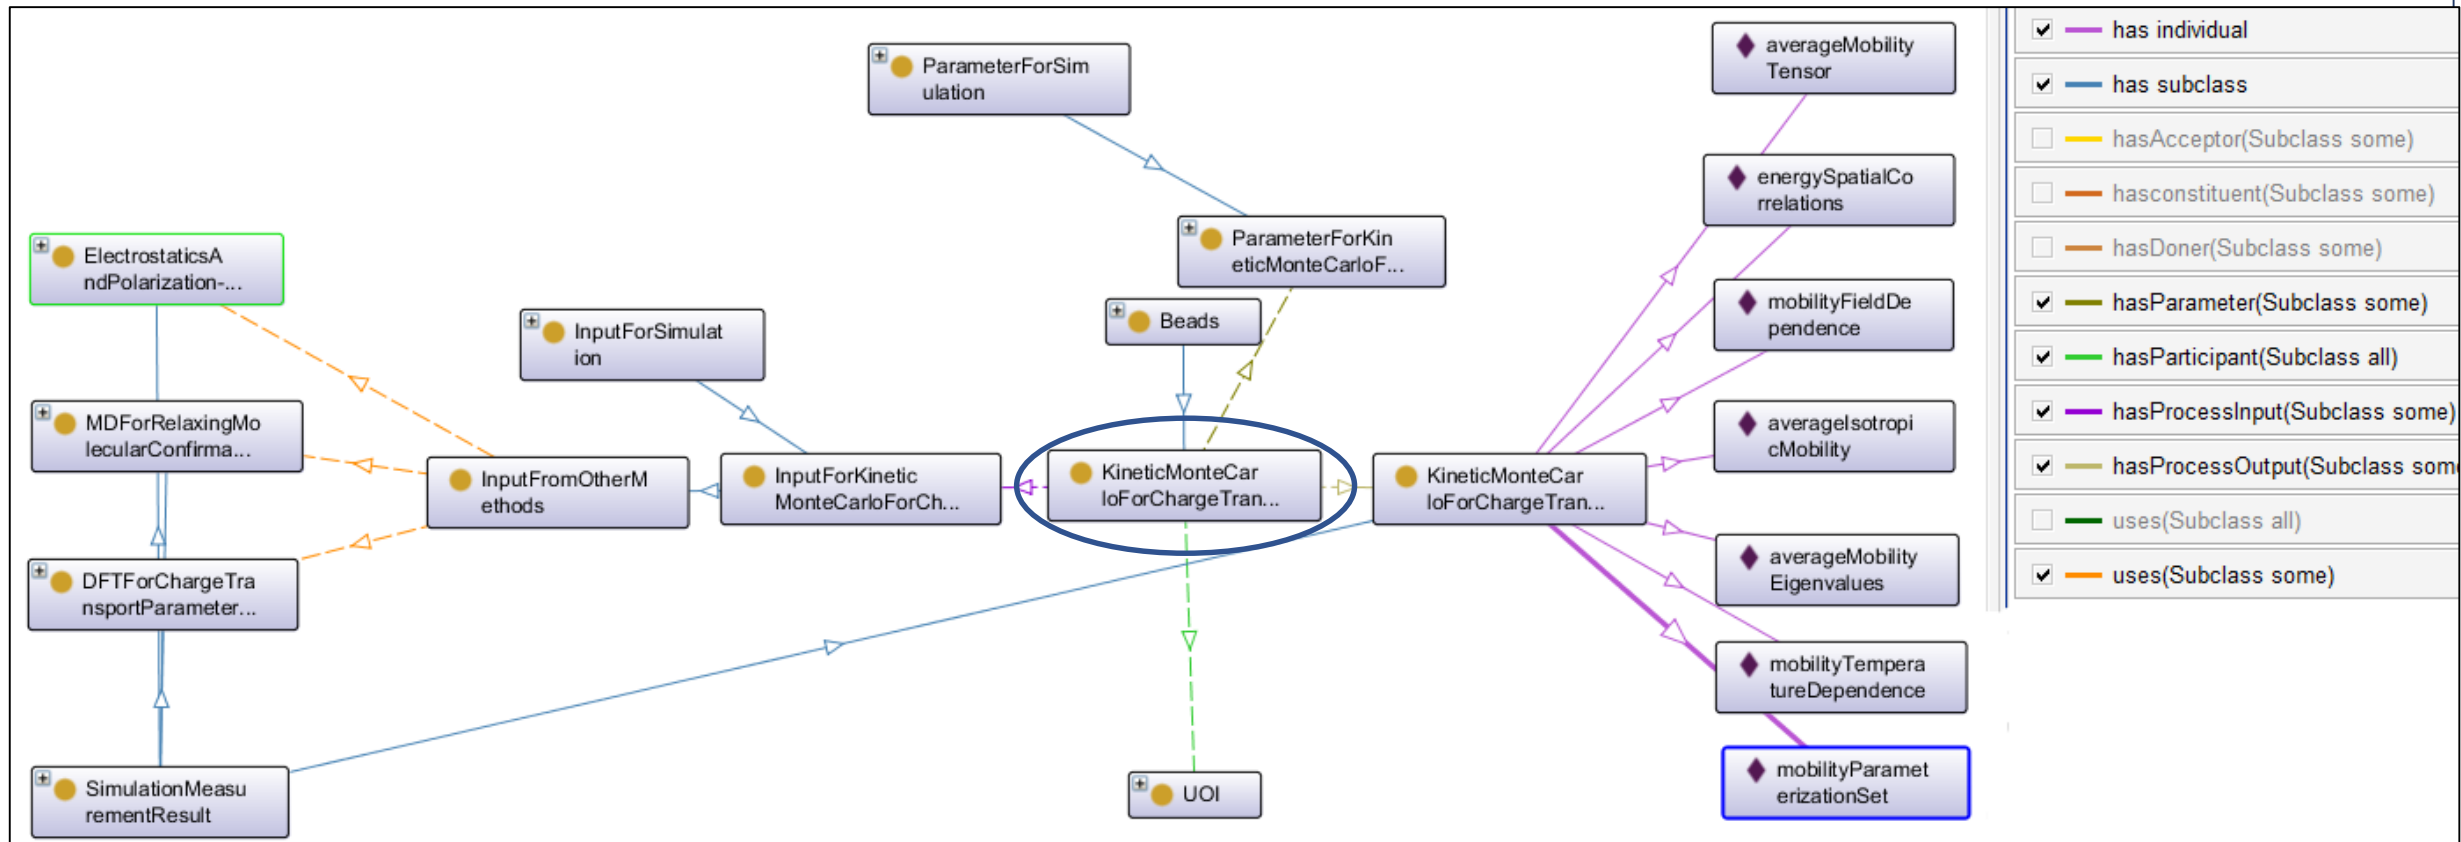 ParameterForSim
ulation
averageMobility
Tensor
energySpatialCo
rrelations
ParameterForKin
eticMonteCarloF...
ElectrostaticsA
ndPolarization-...
InputForSimulat
ion
Beads
mobilityFieldDe
pendence
MDForRelaxingMo
lecularConfirma...
averageIsotropi
cMobility
InputFromOtherM
ethods
InputForKinetic
MonteCarloForCh...
KineticMonteCar
loForChargeTran...
KineticMonteCar
loForChargeTran...
DFTForChargeTra
nsportParameter...
averageMobility
Eigenvalues
mobilityTempera
tureDependence
SimulationMeasu
rementResult
UOI
mobilityParamet
erizationSet
has individual
has subclass
hasAcceptor(Subclass some)
hasconstituent(Subclass some)
hasDoner(Subclass some)
hasParameter(Subclass some)
hasParticipant(Subclass all)
hasProcessInput(Subclass some)
hasProcessOutput(Subclass som
uses(Subclass all)
uses(Subclass some)